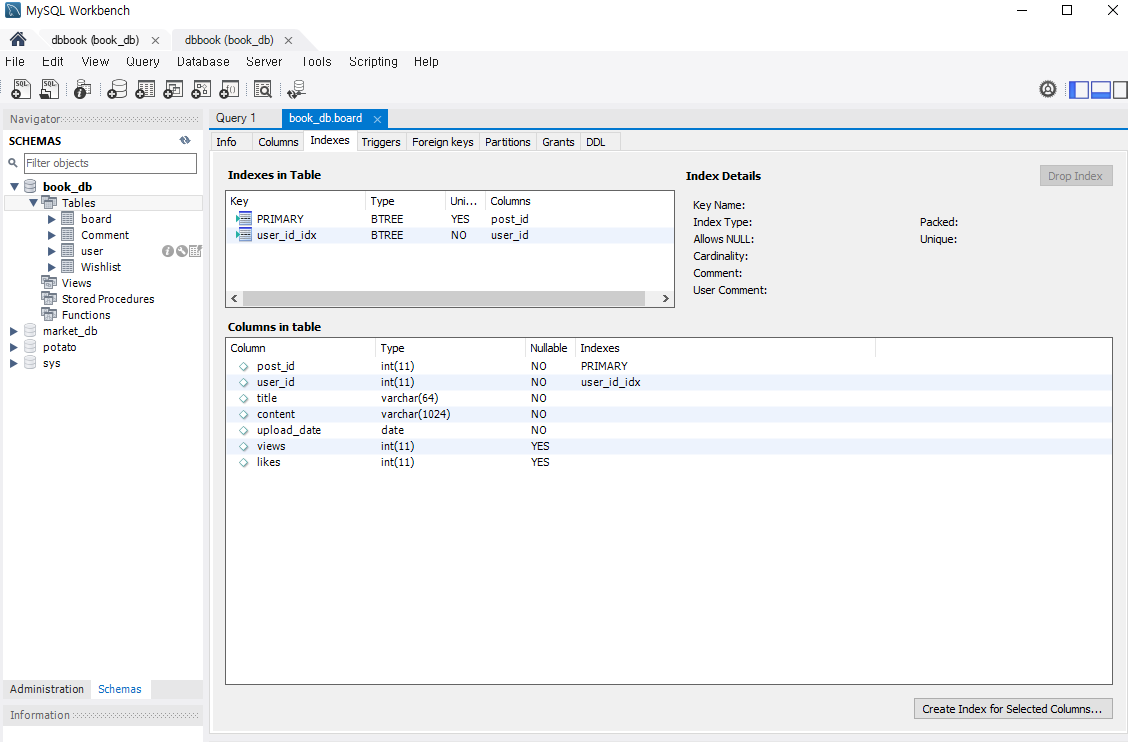 MySQL Workbench
dbbook (book_db) dbbook (book_db)
File Edit View Query Database Server Tools Scripting Help
SQL SQL
Navigator
SCHEMAS
Filter objects
book_db
Tables
board
Comment
user
Wishlist
Views
Stored Procedures
Functions
market_db
potato
sys
Administration Schemas
Information
Query 1 book_db.board
Info Columns Indexes Triggers Foreign keys Partitions Grants DDL
Indexes in Table
Key Type Uni... Columns
PRIMARY BTREE YES post_id
user_id_idx BTREE NO user_id
Index Details
Drop Index
Key Name:
Index Type: Packed:
Allows NULL: Unique:
Cardinality:
Comment:
User Comment:
Columns in table
Column Type Nullable Indexes
post_id int(11) NO PRIMARY
user_id int(11) NO user_id_idx
title varchar(64) NO
content varchar(1024) NO
upload_date date NO
views int(11) YES
likes int(11) YES
Create Index for Selected Columns...